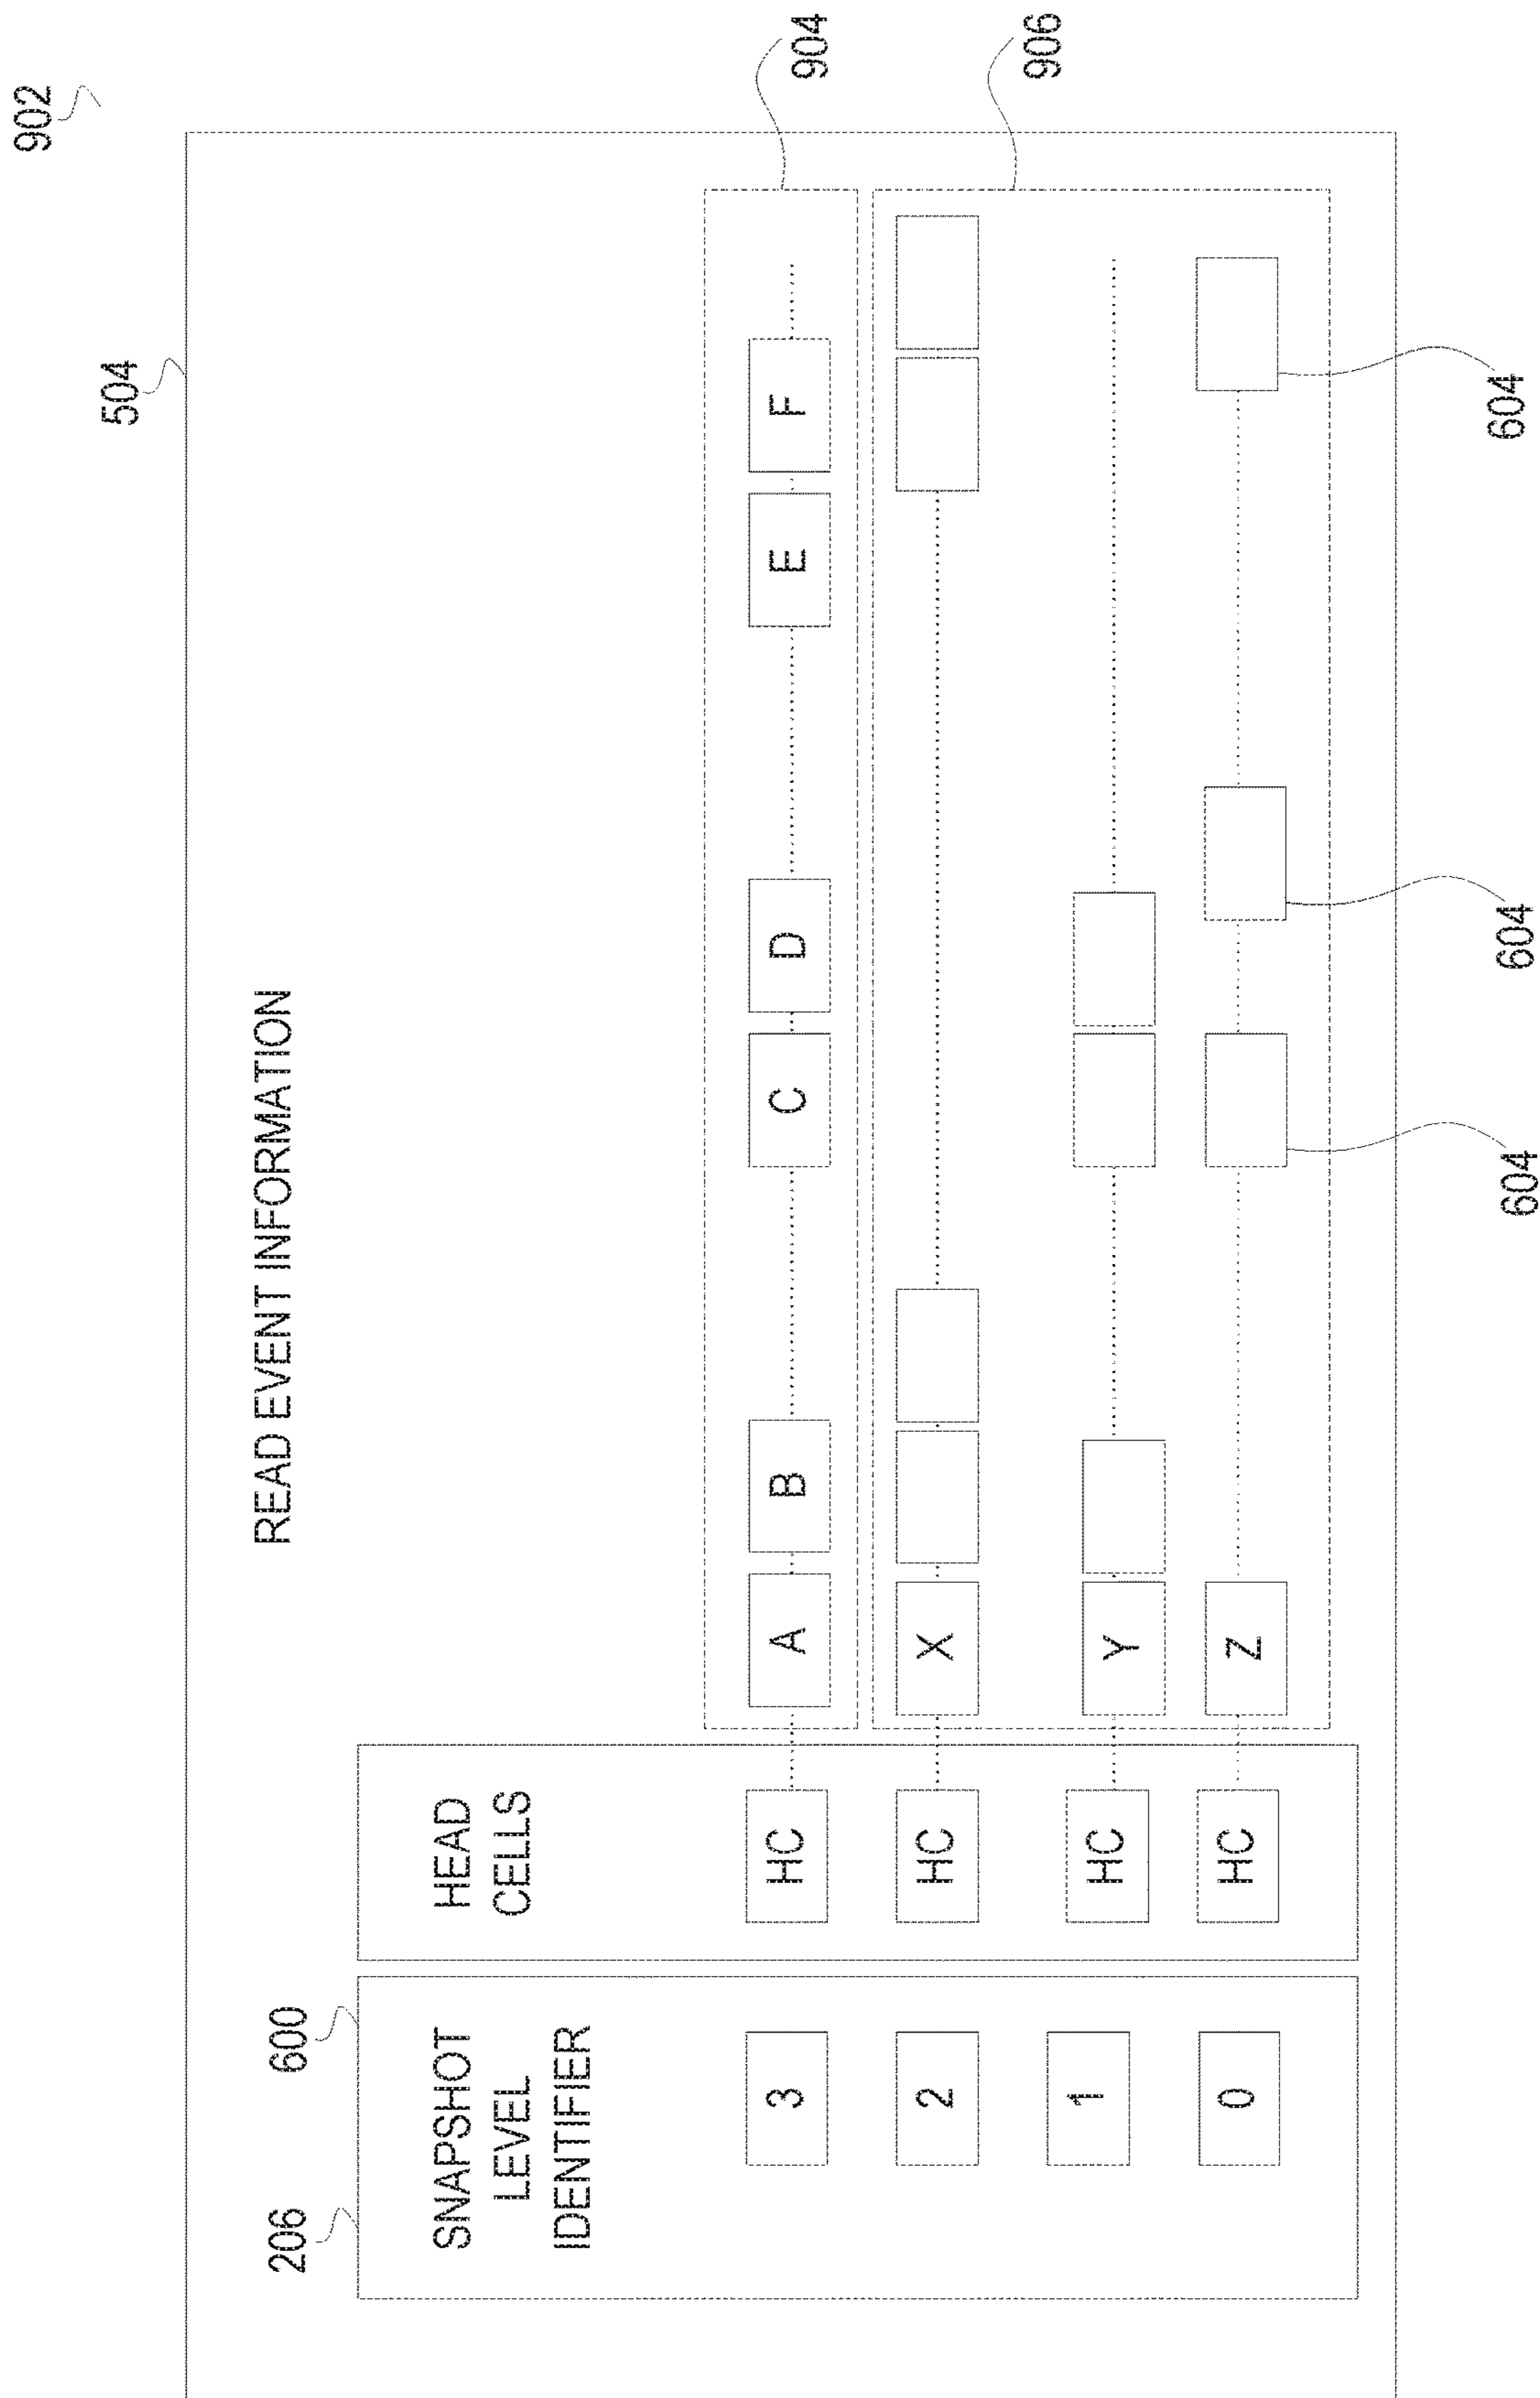 902
504
READ EVENT INFORMATION
206 600
SNAPSHOT
LEVEL
IDENTIFIER
HEAD
CELLS
3 HC A B C D E F
904
2 HC X
906
1 HC Y
0 HC Z
604 604 604